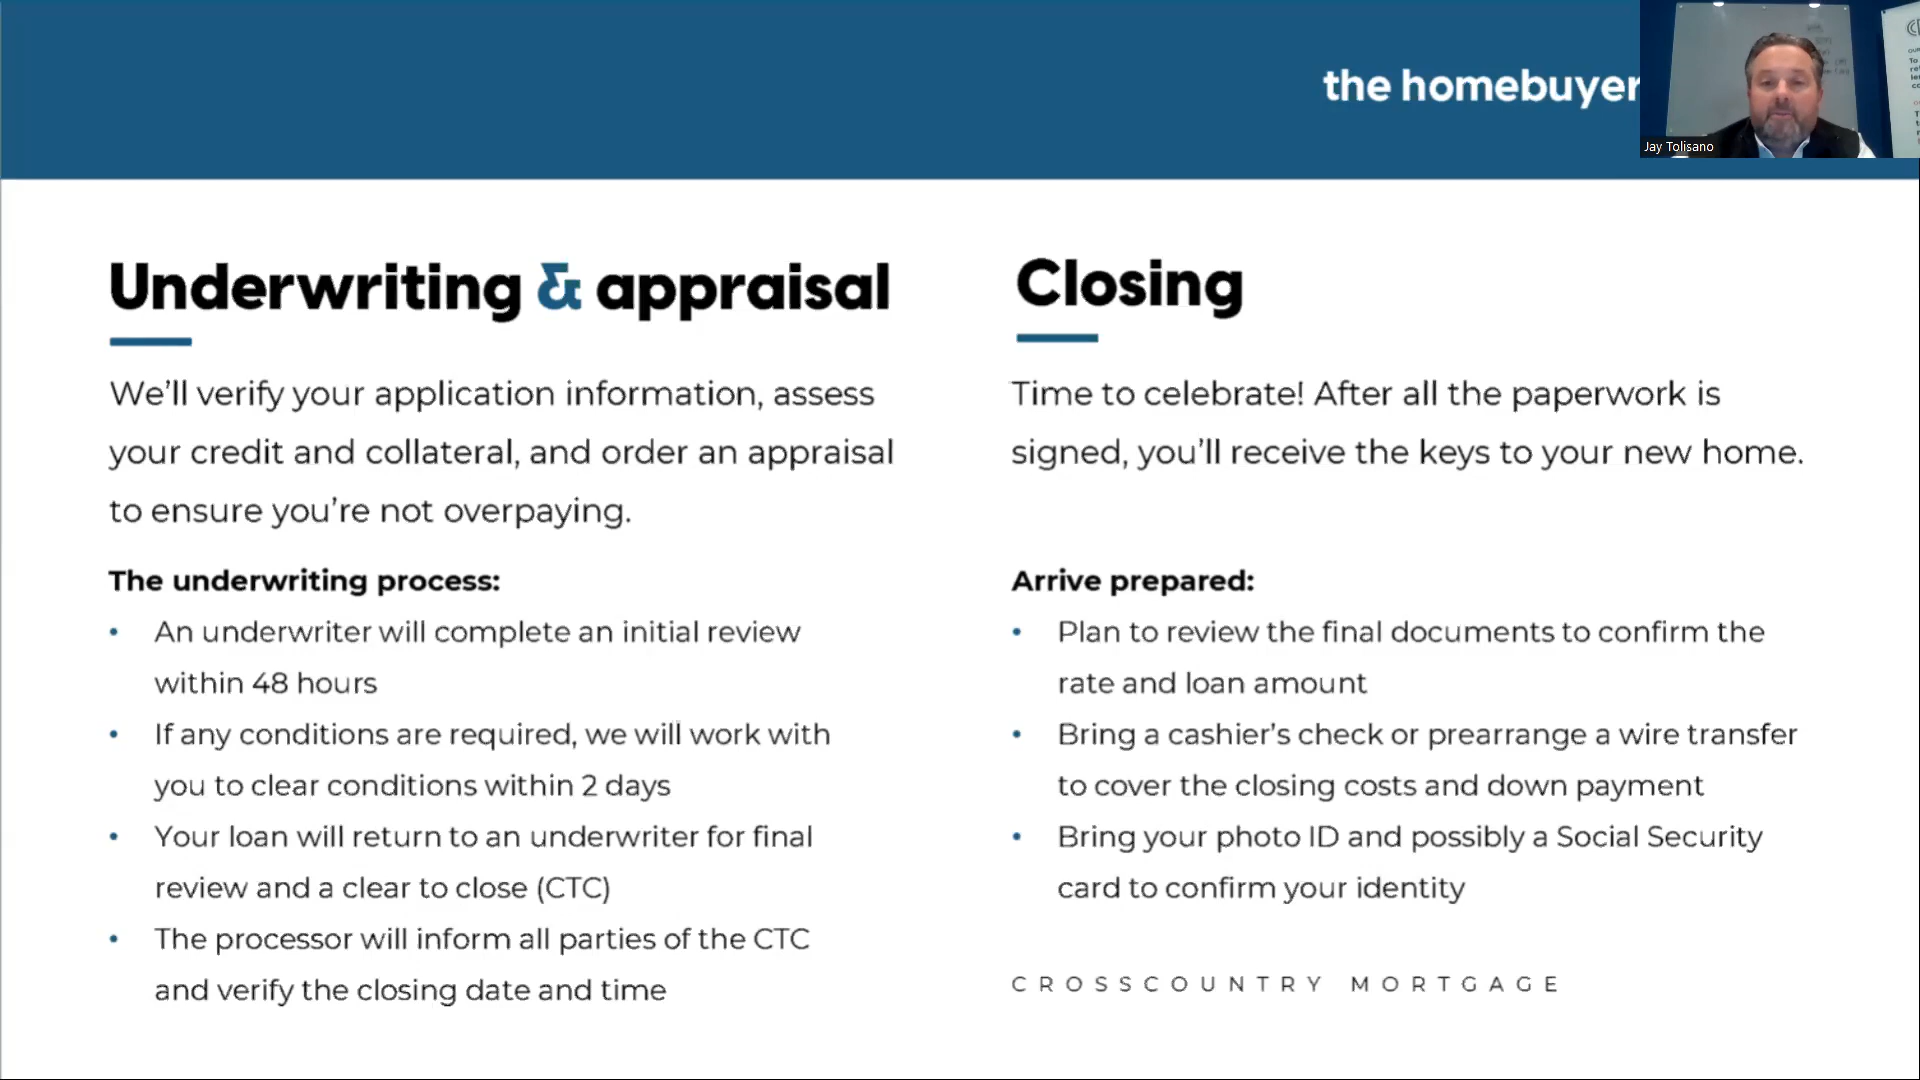 the homebuyer
Jay Tolisano
Underwriting & appraisal
We’ll verify your application information, assess
your credit and collateral, and order an appraisal
to ensure you’re not overpaying.
The underwriting process:
• An underwriter will complete an initial review
within 48 hours
• If any conditions are required, we will work with
you to clear conditions within 2 days
• Your loan will return to an underwriter for final
review and a clear to close (CTC)
• The processor will inform all parties of the CTC
and verify the closing date and time
Closing
Time to celebrate! After all the paperwork is
signed, you’ll receive the keys to your new home.
Arrive prepared:
• Plan to review the final documents to confirm the
rate and loan amount
• Bring a cashier’s check or prearrange a wire transfer
to cover the closing costs and down payment
• Bring your photo ID and possibly a Social Security
card to confirm your identity
CROSSCOUNTRY MORTGAGE